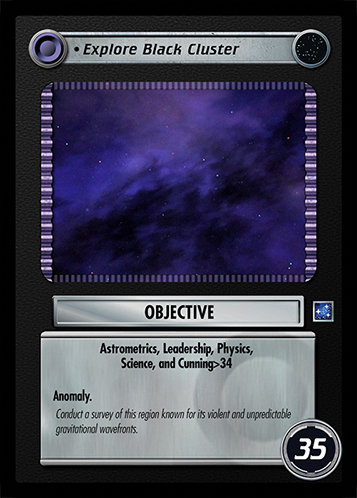 • Explore Black Cluster
OBJECTIVE
Astrometrics, Leadership, Physics,
Science, and Cunning>34
Anomaly.
Conduct a survey of this region known for its violent and unpredictable
gravitational wavefronts.
35